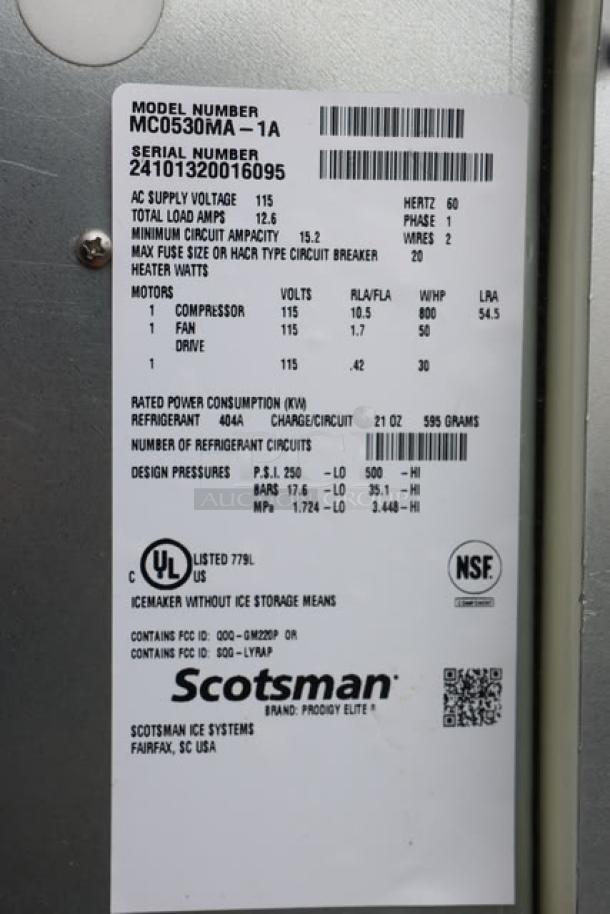 MODEL NUMBER
MC0530MA-1A
SERIAL NUMBER
24101320016095
AC SUPPLY VOLTAGE 115 HERTZ 60
TOTAL LOAD AMPS 12.6 PHASE 1
MINIMUM CIRCUIT AMPACITY 15.2 WIRES 2
MAX FUSE SIZE OR HACR TYPE CIRCUIT BREAKER 20
HEATER WATTS
MOTORS VOLTS RLA/FLA W/HP LRA
1 COMPRESSOR 115 10.5 800 54.5
1 FAN 115 1.7 50
DRIVE
1 115 .42 30
RATED POWER CONSUMPTION (KW)
REFRIGERANT 404A CHARGE/CIRCUIT 21 OZ 595 GRAMS
NUMBER OF REFRIGERANT CIRCUITS
DESIGN PRESSURES P.S.I. 250 -LO 500 -HI
BARS 17.6 -LO 35.1 -HI
AUCTION GROUP
MPa 1.724 -LO 3.448-HI
C UL US LISTED 779L
NSF
ICEMAKER WITHOUT ICE STORAGE MEANS
CONTAINS FCC ID: QOQ-GM220P OR
CONTAINS FCC ID: SQG-LYRAP
Scotsman
BRAND: PRODIGY ELITE ®
SCOTSMAN ICE SYSTEMS
FAIRFAX, SC USA